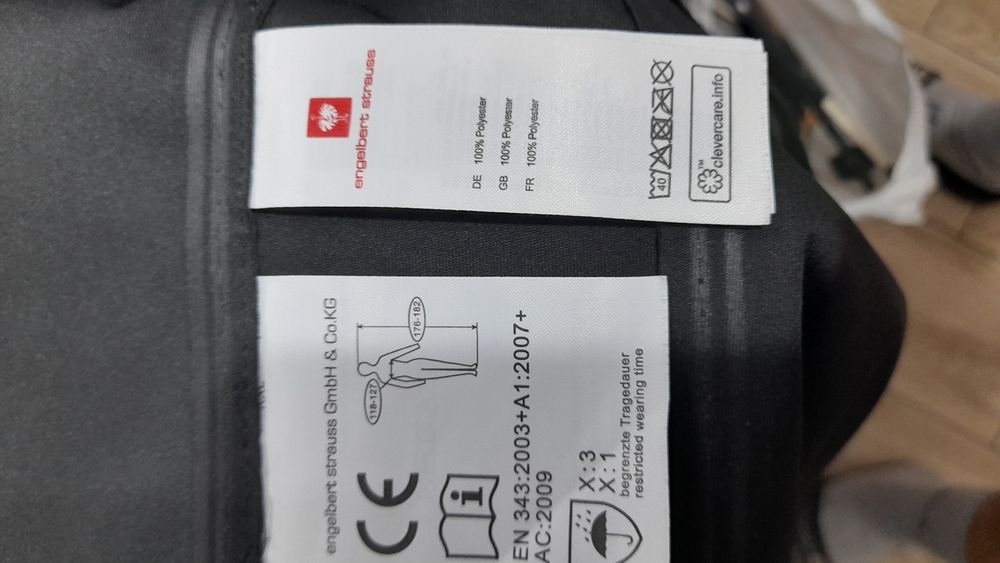 engelbert strauss
DE 100% Polyester
GB 100% Polyester
FR 100% Polyester
40
clevercare.info
engelbert strauss GmbH & Co.KG
176-182
118-127
CE
i
EN 343:2003+A1:2007+
AC:2009
X : 3
X : 1
begrenzte Tragedauer
restricted wearing time